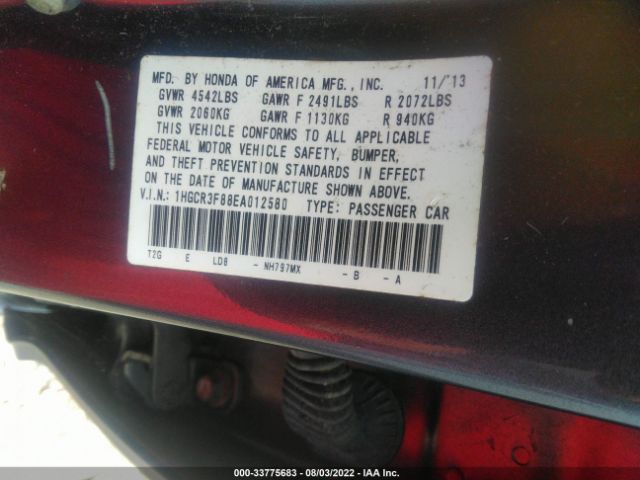 MFD. BY HONDA OF AMERICA MFG., INC. 11/'13
GVWR 4542LBS GAWR F 2491LBS R 2072LBS
GVWR 2060KG GAWR F 1130KG R 940KG
THIS VEHICLE CONFORMS TO ALL APPLICABLE
FEDERAL MOTOR VEHICLE SAFETY, BUMPER,
AND THEFT PREVENTION STANDARDS IN EFFECT
ON THE DATE OF MANUFACTURE SHOWN ABOVE.
V.I.N.: 1HGCR3F88EA012580 TYPE: PASSENGER CAR
T2G E LD8 - NH797MX - B - A
000-33775683 - 08/03/2022 - IAA Inc.